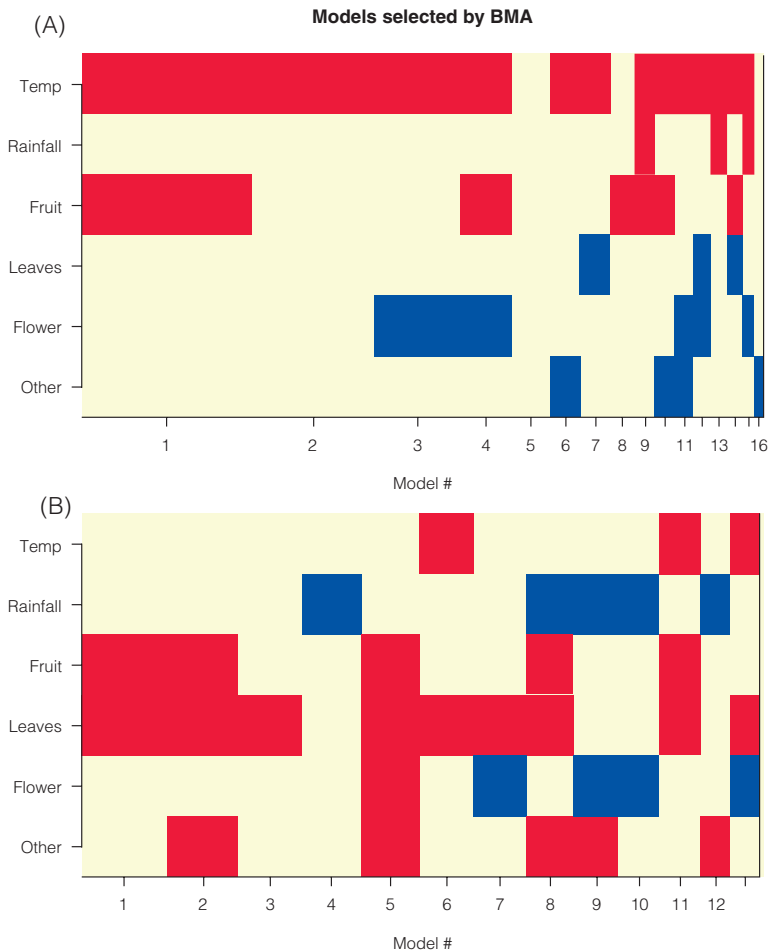 Models selected by BMA
(A)
Temp
Rainfall
Fruit
Leaves
Flower
Other
1 2 3 4 5 6 7 8 9 11 13 16
Model #
(B)
Temp
Rainfall
Fruit
Leaves
Flower
Other
1 2 3 4 5 6 7 8 9 10 11 12
Model #